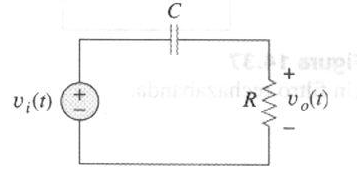 C
+
v_i(t) + R v_o(t)
−
−